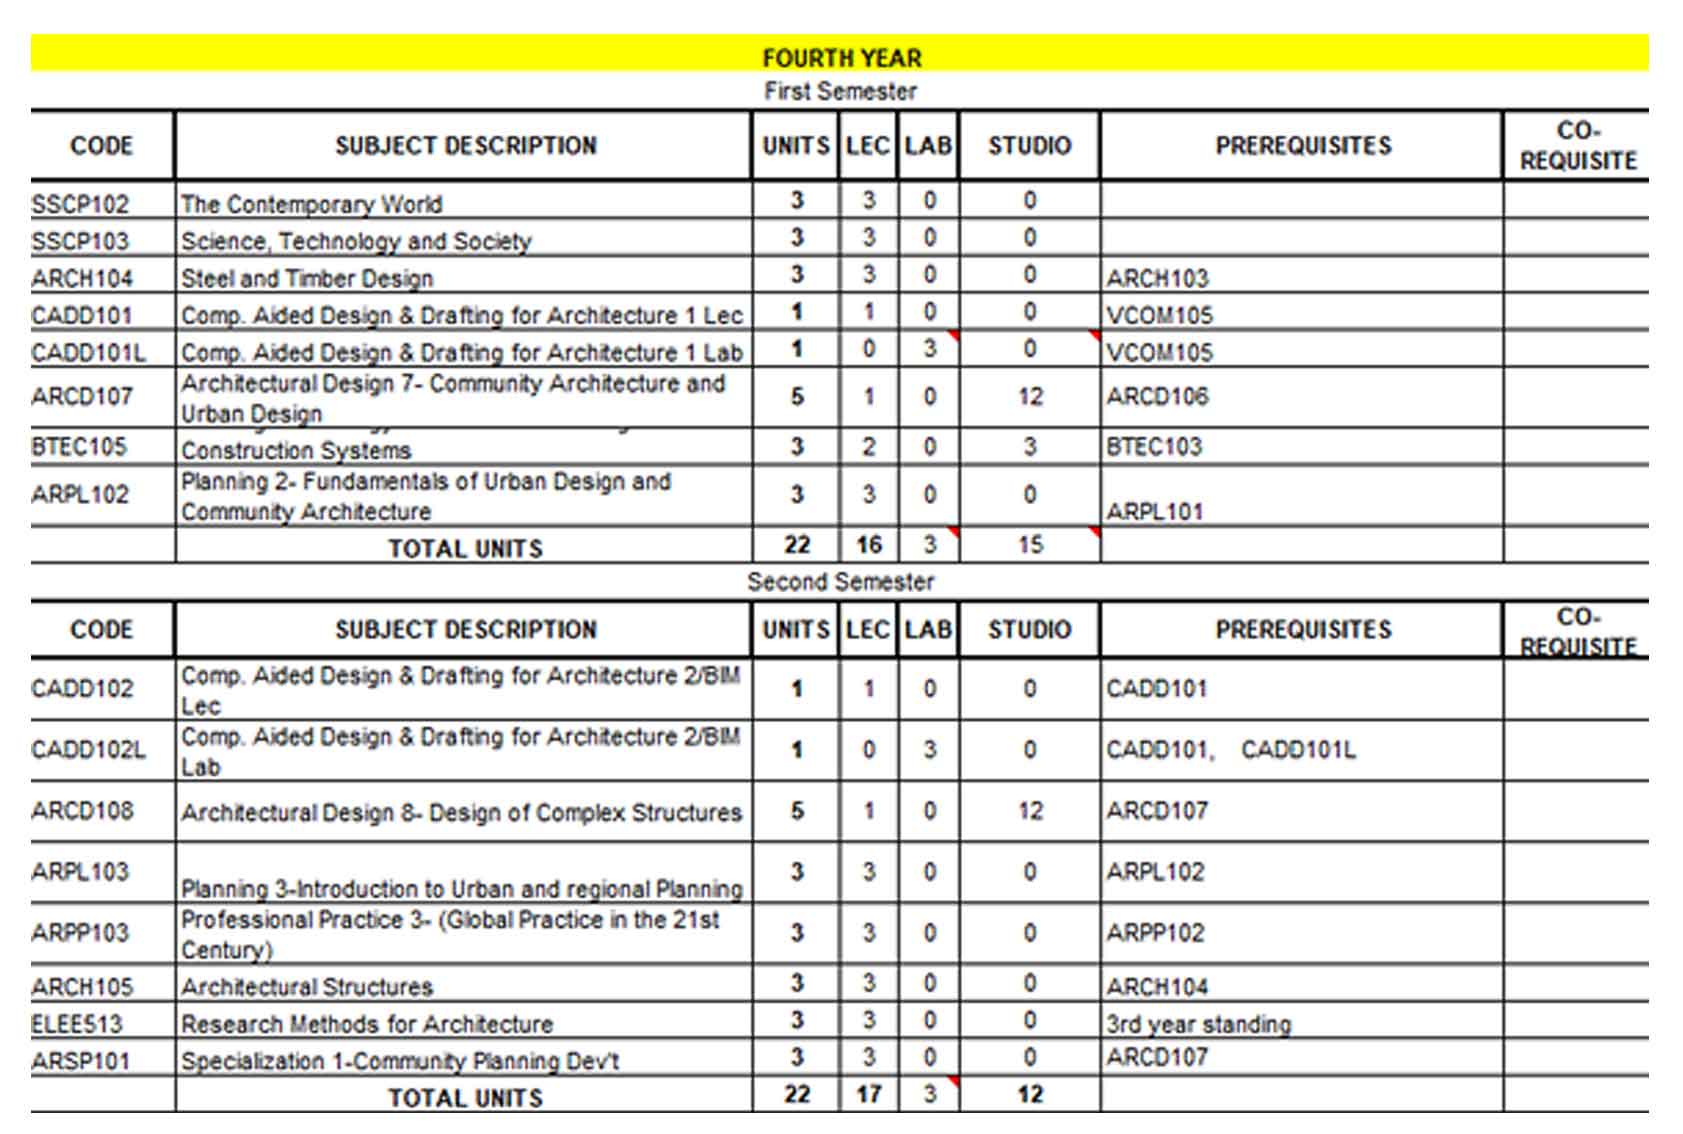 FOURTH YEAR
First Semester
CODE SUBJECT DESCRIPTION UNITS LEC LAB STUDIO PREREQUISITES CO-REQUISITE
SSCP102 The Contemporary World 3 3 0 0
SSCP103 Science, Technology and Society 3 3 0 0
ARCH104 Steel and Timber Design 3 3 0 0 ARCH103
CADD101 Comp. Aided Design & Drafting for Architecture 1 Lec 1 1 0 0 VCOM105
CADD101L Comp. Aided Design & Drafting for Architecture 1 Lab 1 0 3 0 VCOM105
ARCD107 Architectural Design 7- Community Architecture and Urban Design 5 1 0 12 ARCD106
BTEC105 Construction Systems 3 2 0 3 BTEC103
ARPL102 Planning 2- Fundamentals of Urban Design and Community Architecture 3 3 0 0 ARPL101
TOTAL UNITS 22 16 3 15
Second Semester
CODE SUBJECT DESCRIPTION UNITS LEC LAB STUDIO PREREQUISITES CO-REQUISITE
CADD102 Comp. Aided Design & Drafting for Architecture 2/BIM Lec 1 1 0 0 CADD101
CADD102L Comp. Aided Design & Drafting for Architecture 2/BIM Lab 1 0 3 0 CADD101, CADD101L
ARCD108 Architectural Design 8- Design of Complex Structures 5 1 0 12 ARCD107
ARPL103 Planning 3-Introduction to Urban and regional Planning 3 3 0 0 ARPL102
ARPP103 Professional Practice 3- (Global Practice in the 21st Century) 3 3 0 0 ARPP102
ARCH105 Architectural Structures 3 3 0 0 ARCH104
ELEE513 Research Methods for Architecture 3 3 0 0 3rd year standing
ARSP101 Specialization 1-Community Planning Dev't 3 3 0 0 ARCD107
TOTAL UNITS 22 17 3 12